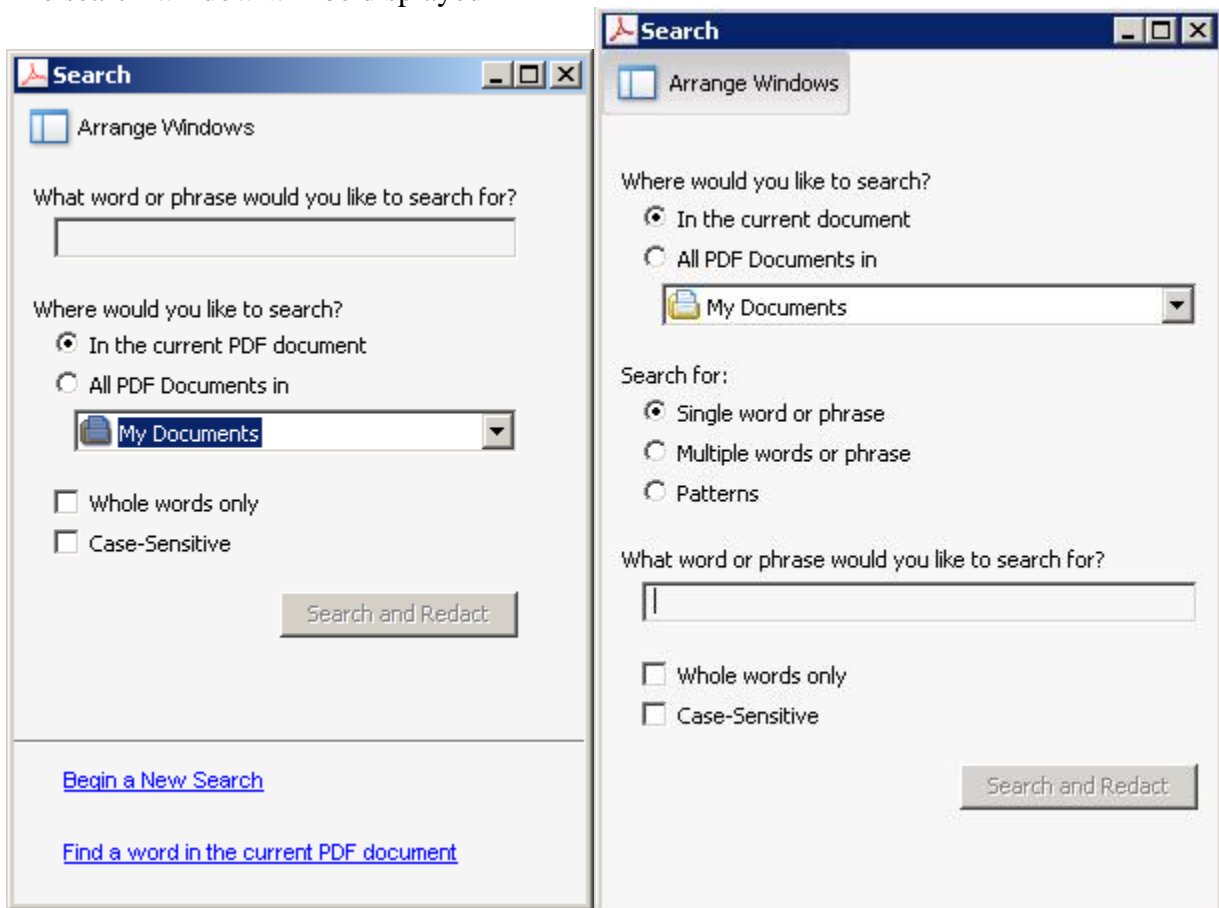 Search
Arrange Windows
What word or phrase would you like to search for?
Where would you like to search?
In the current PDF document
All PDF Documents in
My Documents
Whole words only
Case-Sensitive
Search and Redact
Begin a New Search
Find a word in the current PDF document
Search
Arrange Windows
Where would you like to search?
In the current document
All PDF Documents in
My Documents
Search for:
Single word or phrase
Multiple words or phrase
Patterns
What word or phrase would you like to search for?
Whole words only
Case-Sensitive
Search and Redact